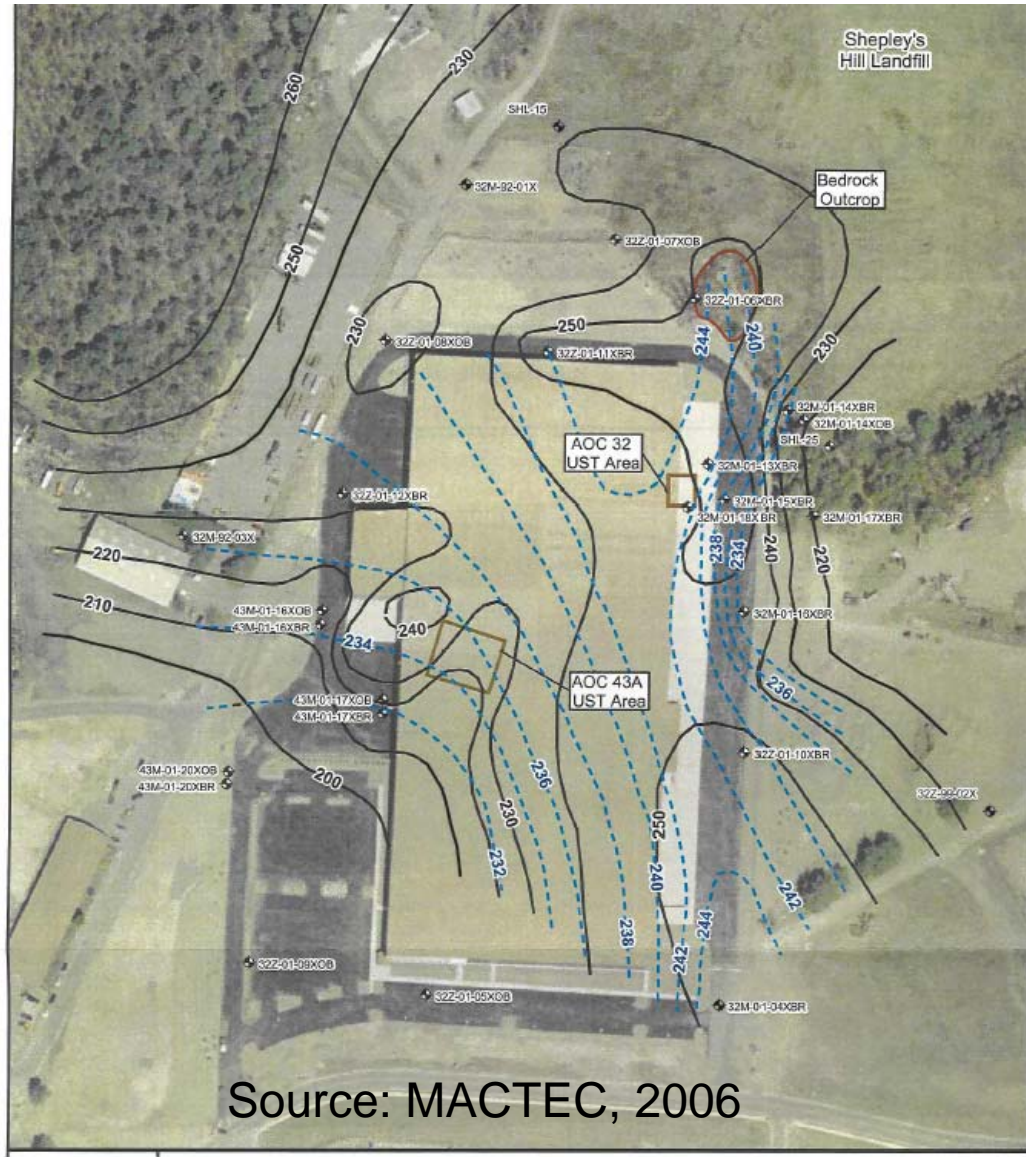 Shepley's
Hill Landfill
260
230
SHL-15
32M-92-01X
Bedrock
Outcrop
250
32Z-01-07XOB
32Z-01-06XBR
230
32Z-01-08XOB
250
244
240
230
32Z-01-11XBR
32M-01-14XBR
32M-01-14XOB
SHL-25
AOC 32
UST Area
32M-01-13XBR
32Z-01-12XBR
32M-01-15XBR
32M-01-18XBR
32M-01-17XBR
32M-92-03X
238
234
240
220
220
210
43M-01-16XOB
43M-01-16XBR
240
32M-01-16XBR
234
236
AOC 43A
UST Area
43M-01-17XOB
43M-01-17XBR
32Z-01-10XBR
43M-01-20XOB
43M-01-20XBR
200
236
230
250
32Z-99-02X
232
240
242
244
238
242
32Z-01-09XOB
32Z-01-05XOB
32M-01-04XBR
Source: MACTEC, 2006